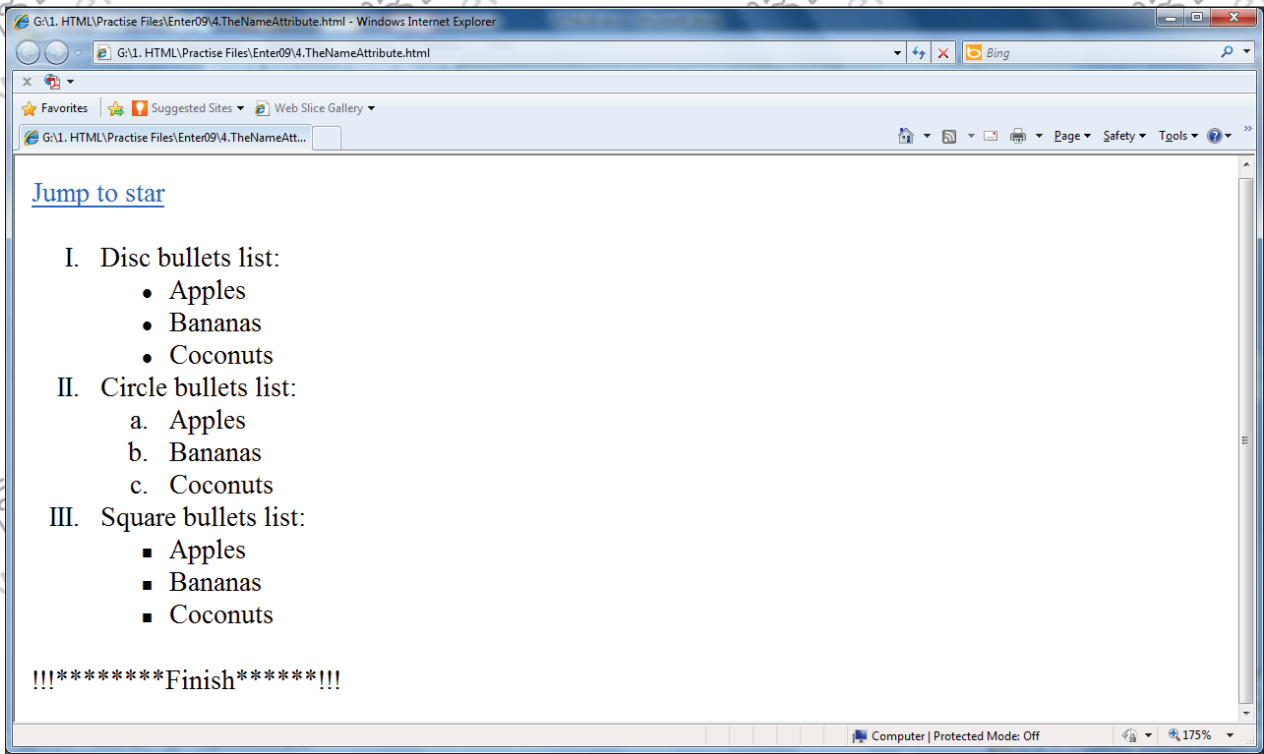 G:\1. HTML\Practise Files\Enter09\4.TheNameAttribute.html - Windows Internet Explorer
G:\1. HTML\Practise Files\Enter09\4.TheNameAttribute.html
Bing
Favorites Suggested Sites Web Slice Gallery
G:\1. HTML\Practise Files\Enter09\4.TheNameAtt... Page Safety Tools
Jump to star
I. Disc bullets list:
• Apples
• Bananas
• Coconuts
II. Circle bullets list:
a. Apples
b. Bananas
c. Coconuts
III. Square bullets list:
▪ Apples
▪ Bananas
▪ Coconuts
!!!********Finish******!!!
Computer | Protected Mode: Off 175%